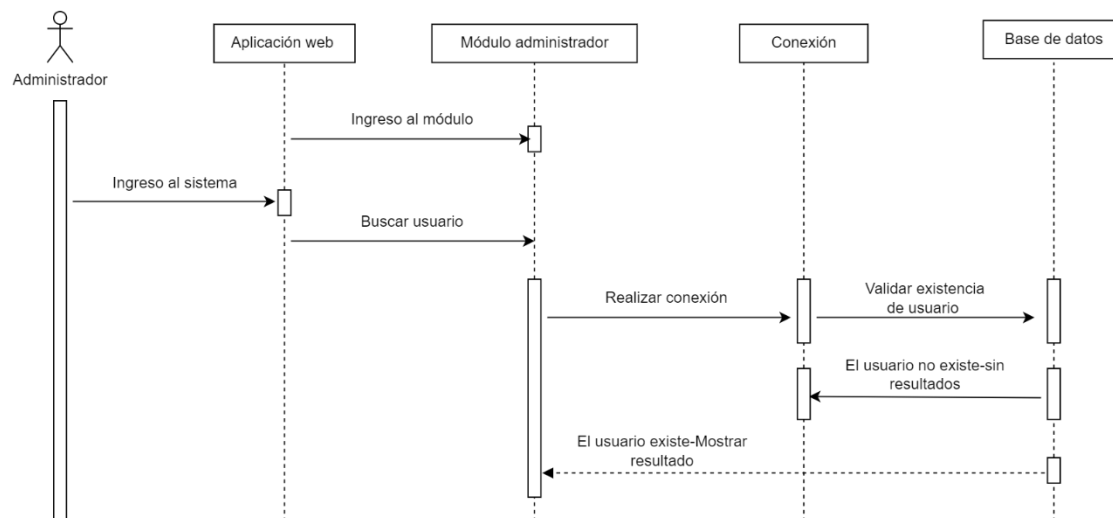 Administrador
Aplicación web
Módulo administrador
Conexión
Base de datos
Ingreso al módulo
Ingreso al sistema
Buscar usuario
Realizar conexión
Validar existencia
de usuario
El usuario no existe-sin
resultados
El usuario existe-Mostrar
resultado